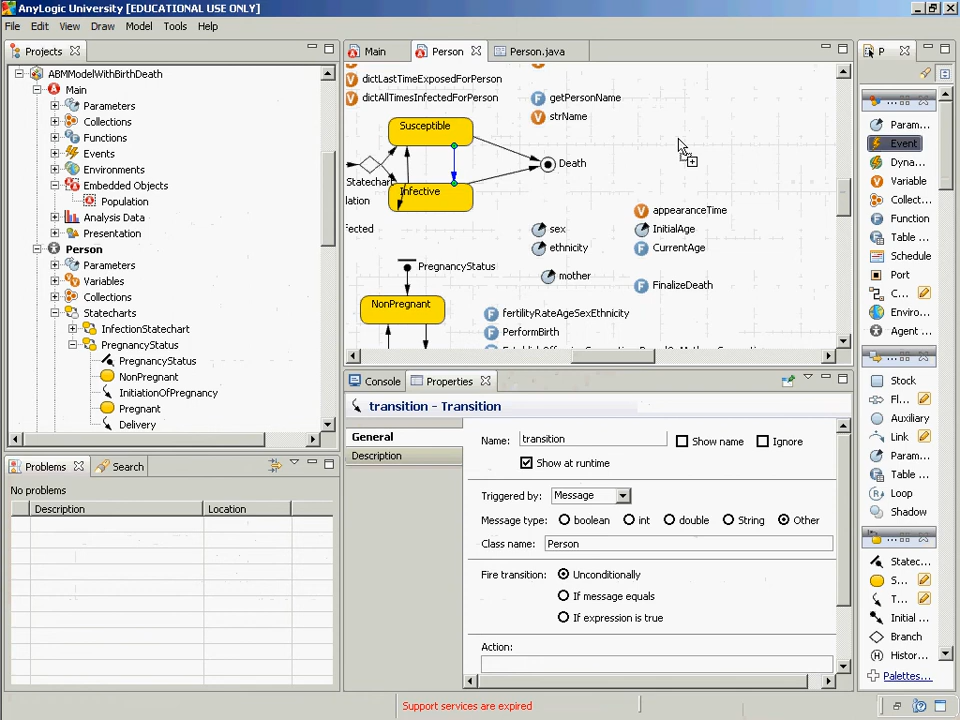 AnyLogic University [EDUCATIONAL USE ONLY]
File Edit View Draw Model Tools Help
Projects
ABMModelWithBirthDeath
Main
Parameters
Collections
Functions
Events
Environments
Embedded Objects
Population
Analysis Data
Presentation
Person
Parameters
Variables
Collections
Statecharts
InfectionStatechart
PregnancyStatus
PregnancyStatus
NonPregnant
InitiationOfPregnancy
Pregnant
Delivery
Problems Search
No problems
Description Location
Main Person Person.java
V dictLastTimeExposedForPerson
V dictAllTimesInfectedForPerson
F getPersonName
V strName
Susceptible
Death
Statechart
Infective
lation
fected
V appearanceTime
sex
InitialAge
ethnicity
F CurrentAge
PregnancyStatus
mother
F FinalizeDeath
NonPregnant
F fertilityRateAgeSexEthnicity
F PerformBirth
Console Properties
transition - Transition
General
Description
Name: transition Show name Ignore
Show at runtime
Triggered by: Message
Message type: boolean int double String Other
Class name: Person
Fire transition: Unconditionally
If message equals
If expression is true
Action:
P
...
Param...
Event
Dyna...
Variable
Collect...
Function
Table ...
Schedule
Port
C...
Enviro...
Agent ...
...
Stock
Fl...
Auxiliary
Link
Param...
Table ...
Loop
Shadow
...
Statec...
S...
T...
Initial ...
Branch
H Histor...
Palettes...
Support services are expired